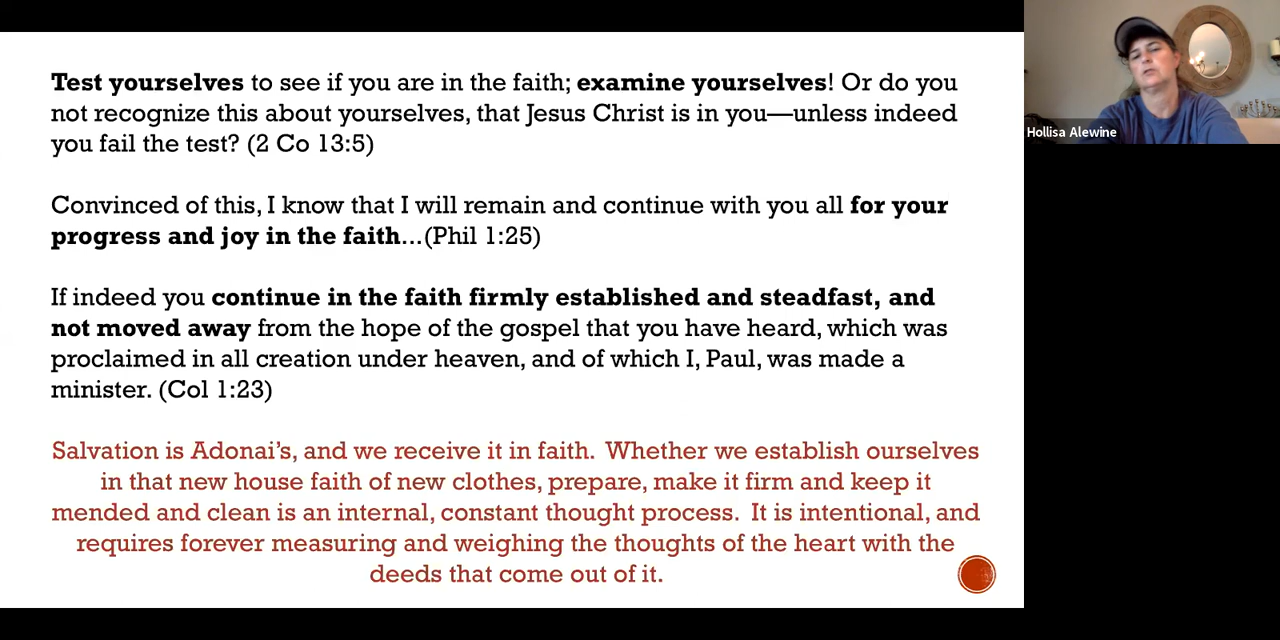 Test yourselves to see if you are in the faith; examine yourselves! Or do you
not recognize this about yourselves, that Jesus Christ is in you—unless indeed
you fail the test? (2 Co 13:5)
Convinced of this, I know that I will remain and continue with you all for your
progress and joy in the faith...(Phil 1:25)
If indeed you continue in the faith firmly established and steadfast, and
not moved away from the hope of the gospel that you have heard, which was
proclaimed in all creation under heaven, and of which I, Paul, was made a
minister. (Col 1:23)
Salvation is Adonai's, and we receive it in faith. Whether we establish ourselves
in that new house faith of new clothes, prepare, make it firm and keep it
mended and clean is an internal, constant thought process. It is intentional, and
requires forever measuring and weighing the thoughts of the heart with the
deeds that come out of it.
Hollisa Alewine